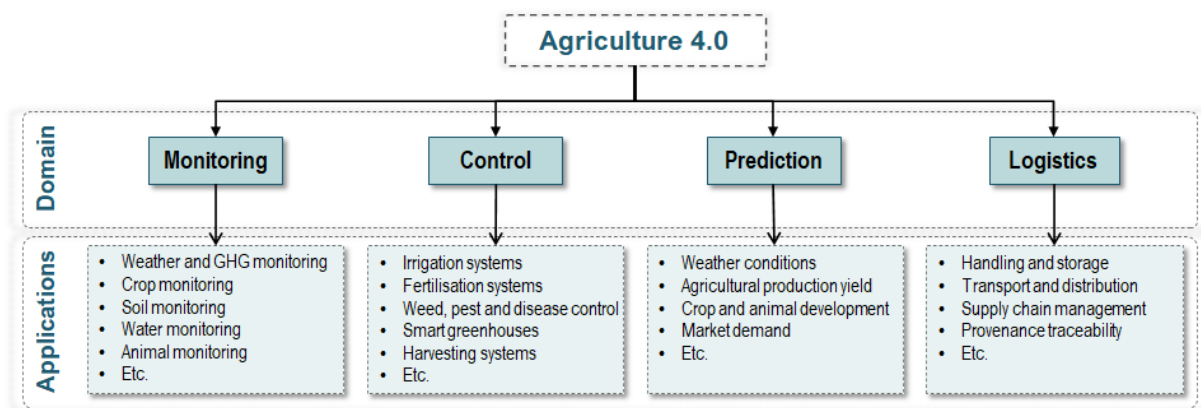 Agriculture 4.0
Domain
Monitoring
Control
Prediction
Logistics
Applications
• Weather and GHG monitoring
• Crop monitoring
• Soil monitoring
• Water monitoring
• Animal monitoring
• Etc.
• Irrigation systems
• Fertilisation systems
• Weed, pest and disease control
• Smart greenhouses
• Harvesting systems
• Etc.
• Weather conditions
• Agricultural production yield
• Crop and animal development
• Market demand
• Etc.
• Handling and storage
• Transport and distribution
• Supply chain management
• Provenance traceability
• Etc.